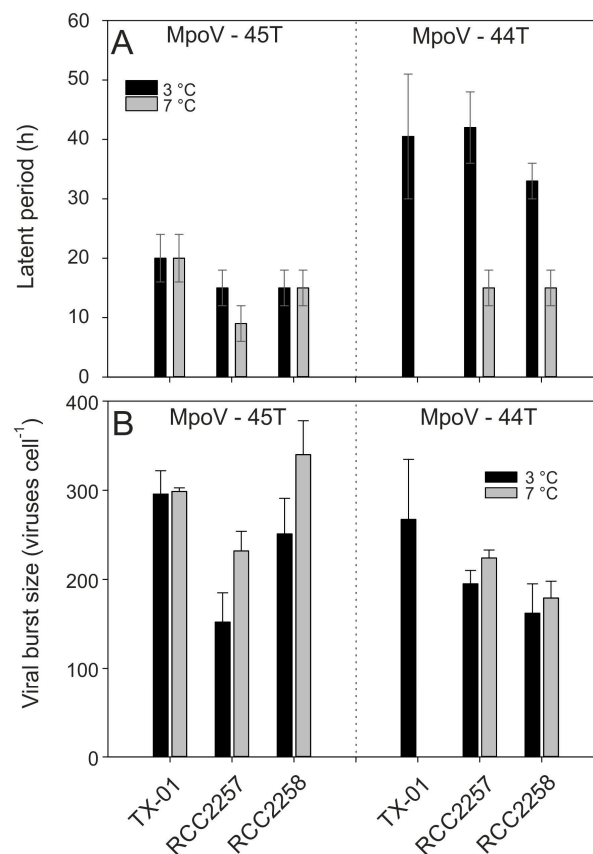 A
MpoV - 45T
MpoV - 44T
3 °C
7 °C
Latent period (h)
60
50
40
30
20
10
0
B
MpoV - 45T
MpoV - 44T
3 °C
7 °C
Viral burst size (viruses cell⁻¹)
400
300
200
100
0
TX-01
RCC2257
RCC2258
TX-01
RCC2257
RCC2258